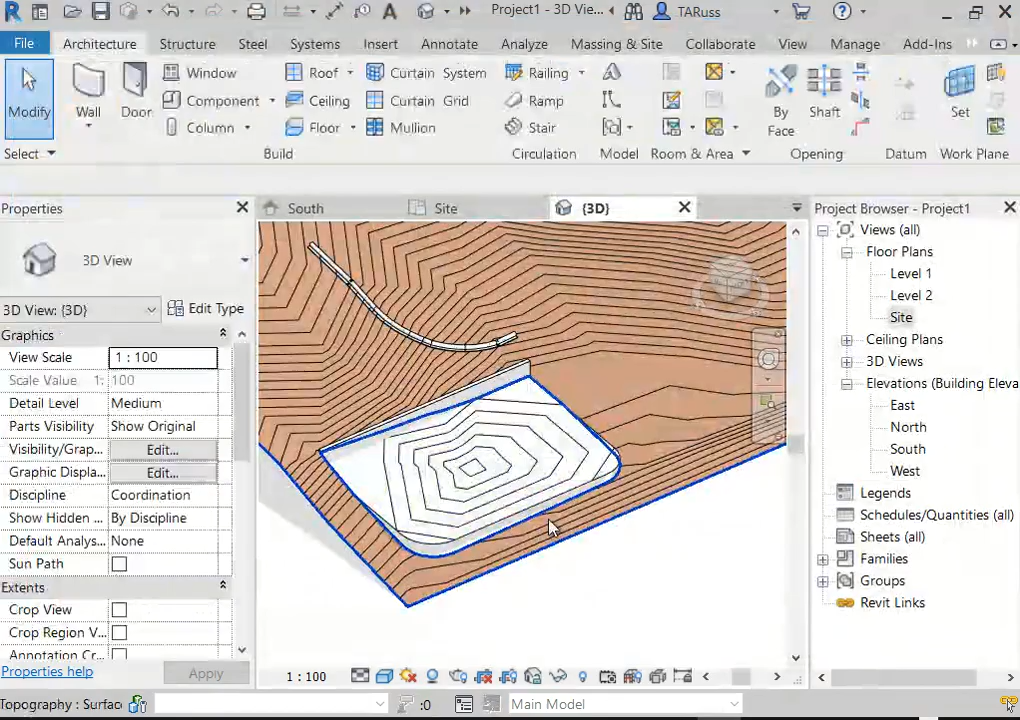 Project1 - 3D Vie...
TARuss
File Architecture Structure Steel Systems Insert Annotate Analyze Massing & Site Collaborate View Manage Add-Ins
Modify Wall Door Window Component Column Roof Ceiling Floor Curtain System Curtain Grid Mullion Railing Ramp Stair By Face Shaft Set
Select Build Circulation Model Room & Area Opening Datum Work Plane
Properties
3D View
3D View: {3D} Edit Type
Graphics
View Scale 1 : 100
Scale Value 1: 100
Detail Level Medium
Parts Visibility Show Original
Visibility/Grap... Edit...
Graphic Displa... Edit...
Discipline Coordination
Show Hidden ... By Discipline
Default Analys... None
Sun Path
Extents
Crop View
Crop Region V...
Annotation Cr...
Properties help Apply
South Site {3D}
1 : 100
Project Browser - Project1
Views (all)
Floor Plans
Level 1
Level 2
Site
Ceiling Plans
3D Views
Elevations (Building Eleva
East
North
South
West
Legends
Schedules/Quantities (all)
Sheets (all)
Families
Groups
Revit Links
Topography : Surfac :0 Main Model